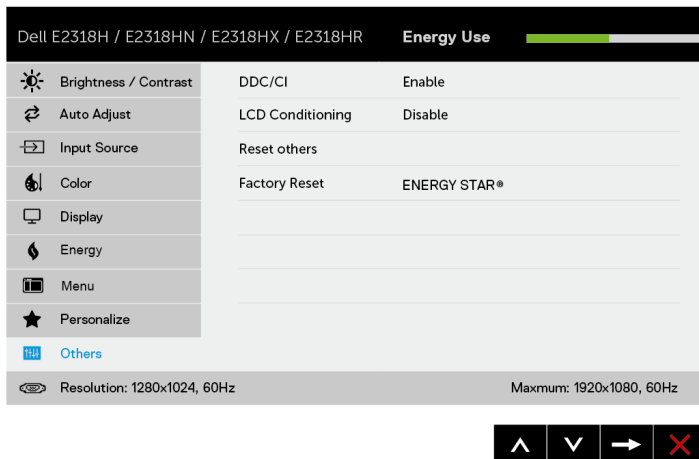 Dell E2318H / E2318HN / E2318HX / E2318HR Energy Use
Brightness / Contrast DDC/CI Enable
Auto Adjust LCD Conditioning Disable
Input Source Reset others
Color Factory Reset ENERGY STAR®
Display
Energy
Menu
Personalize
Others
Resolution: 1280x1024, 60Hz Maxmum: 1920x1080, 60Hz